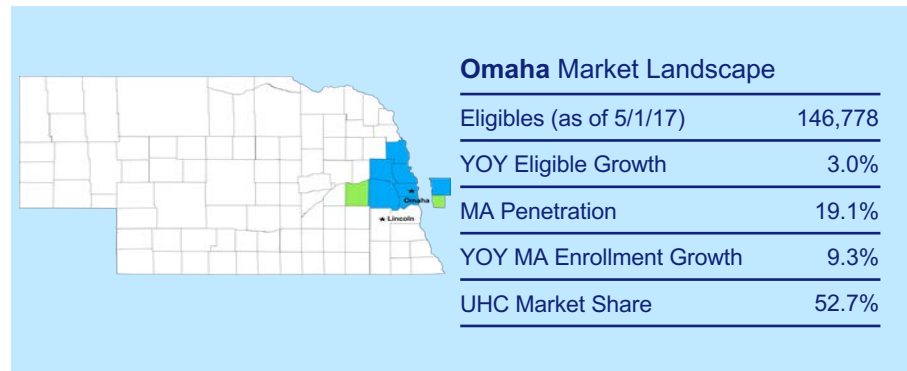 Omaha Market Landscape
Eligibles (as of 5/1/17) 146,778
YOY Eligible Growth 3.0%
MA Penetration 19.1%
YOY MA Enrollment Growth 9.3%
UHC Market Share 52.7%
Omaha
Lincoln